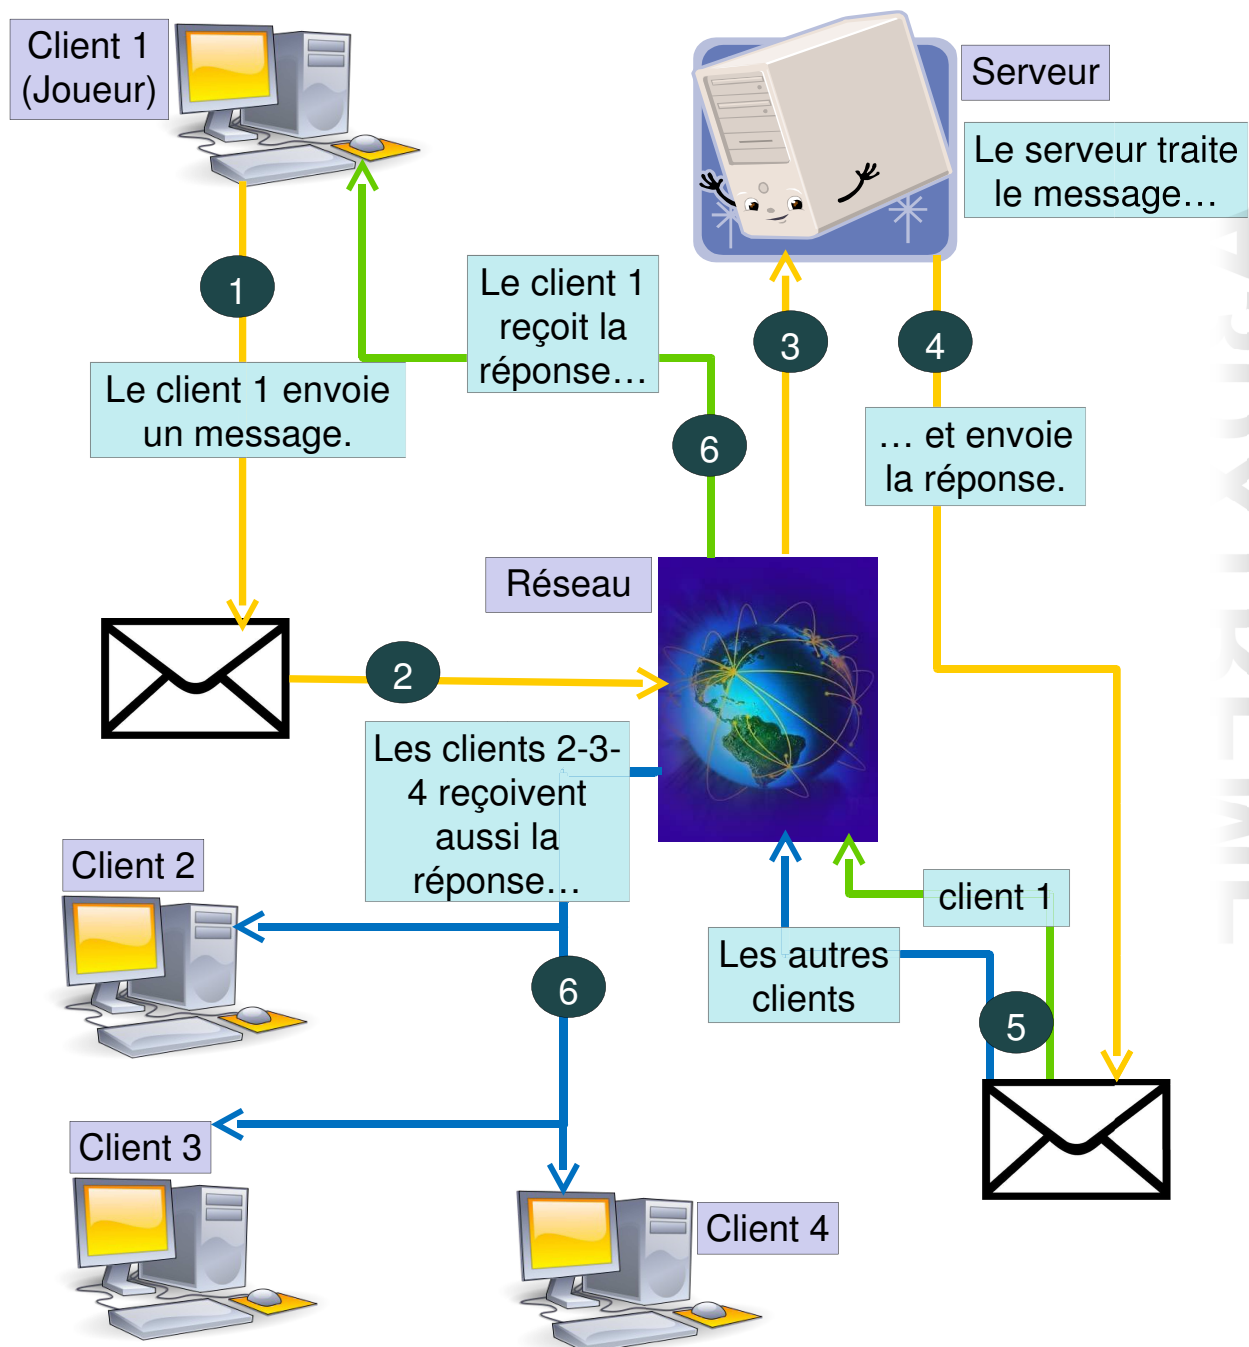 Client 1
(Joueur)
Serveur
Le serveur traite
le message…
1
Le client 1
reçoit la
réponse…
3
4
Le client 1 envoie
un message.
… et envoie
la réponse.
6
Réseau
2
Les clients 2-3-
4 reçoivent
aussi la
réponse…
Client 2
client 1
Les autres
clients
6
5
Client 3
Client 4